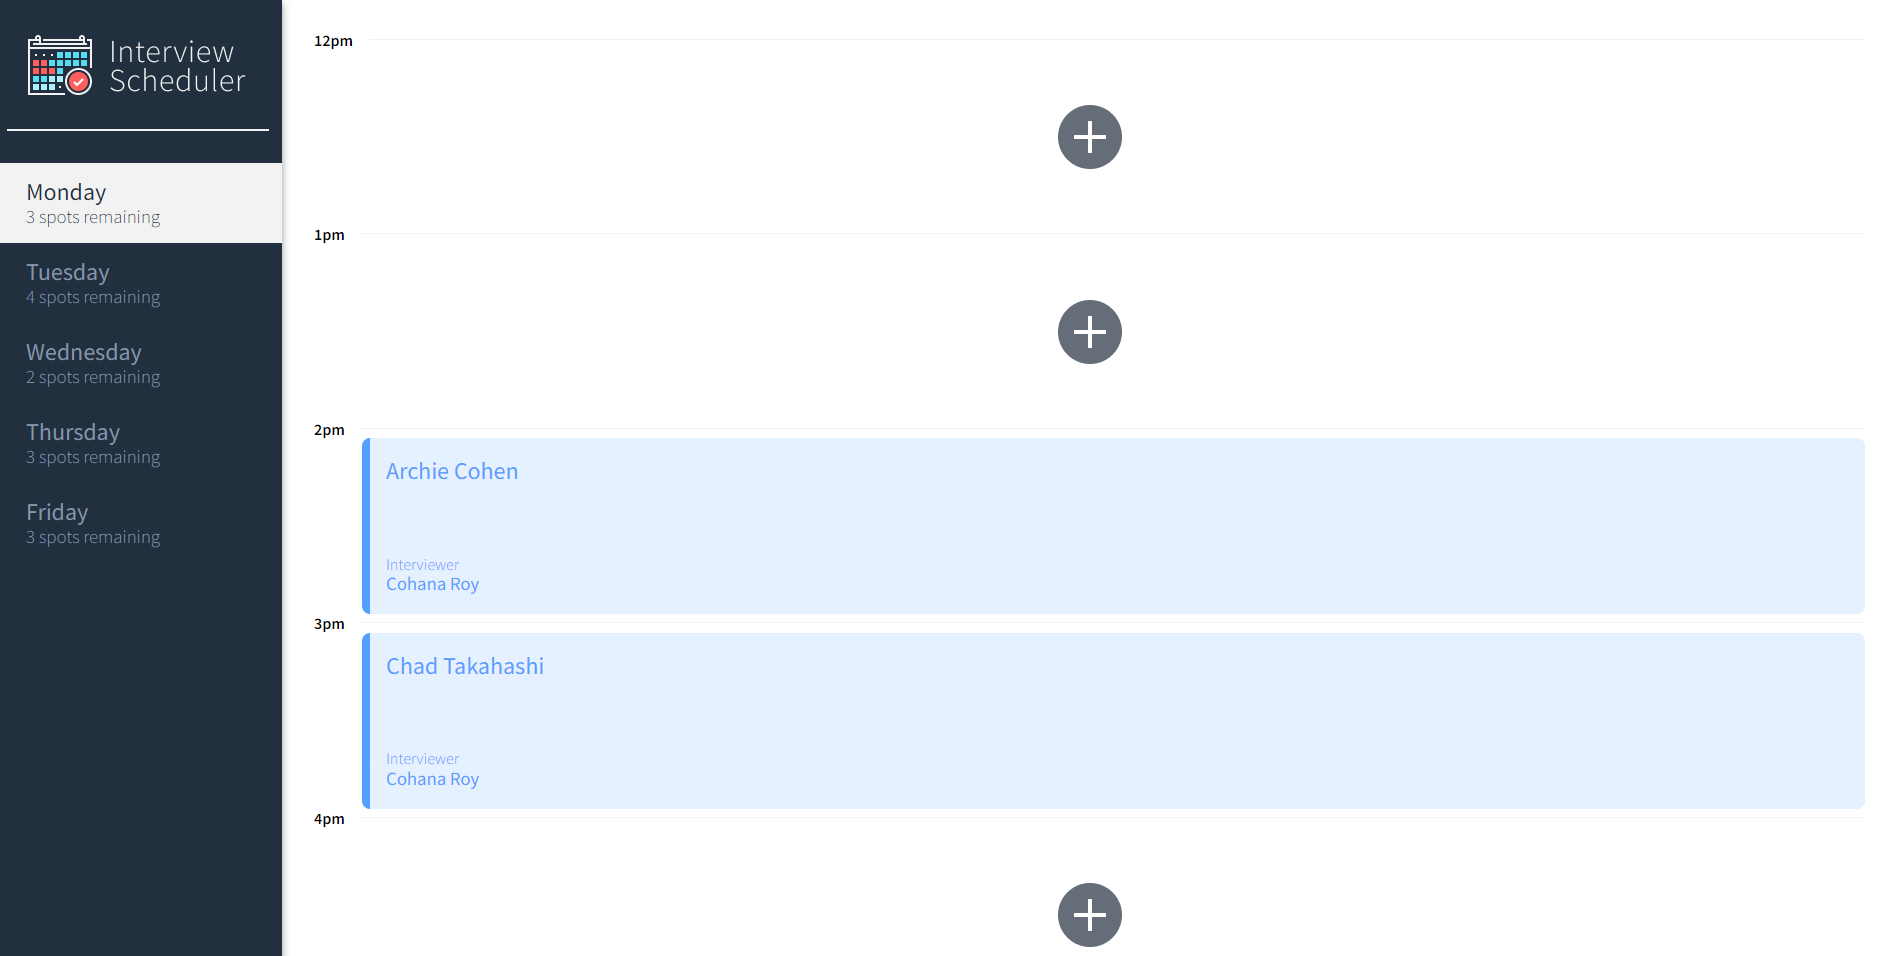 Interview
Scheduler
Monday
3 spots remaining
Tuesday
4 spots remaining
Wednesday
2 spots remaining
Thursday
3 spots remaining
Friday
3 spots remaining
12pm
1pm
2pm
Archie Cohen
Interviewer
Cohana Roy
3pm
Chad Takahashi
Interviewer
Cohana Roy
4pm